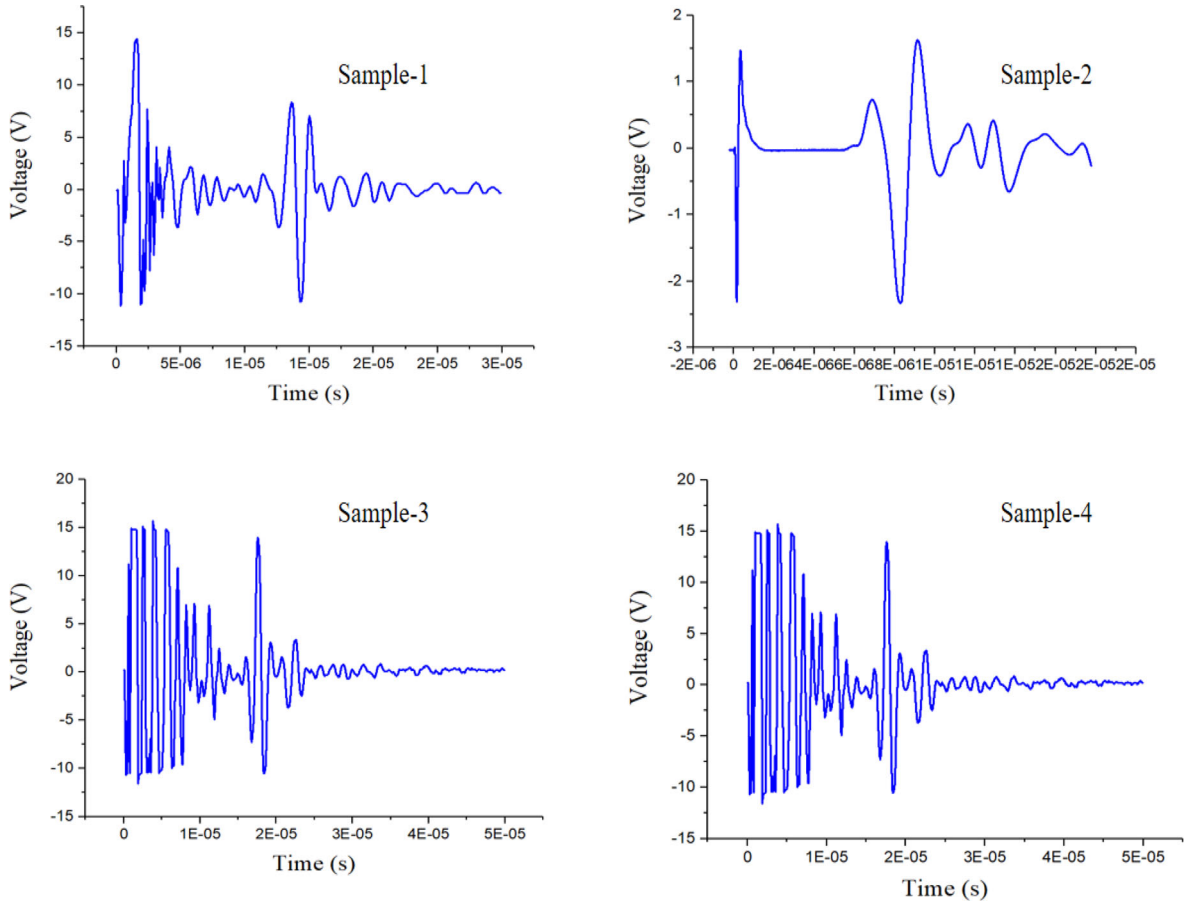 15
10
5
0
-5
-10
-15
Voltage (V)
Sample-1
0 5E-06 1E-05 2E-05 2E-05 3E-05 3E-05
Time (s)
2
1
0
-1
-2
-3
Voltage (V)
Sample-2
-2E-06 0 2E-064E-066E-068E-061E-051E-051E-052E-052E-052E-05
Time (s)
20
15
10
5
0
-5
-10
-15
Voltage (V)
Sample-3
0 1E-05 2E-05 3E-05 4E-05 5E-05
Time (s)
20
15
10
5
0
-5
-10
-15
Voltage (V)
Sample-4
0 1E-05 2E-05 3E-05 4E-05 5E-05
Time (s)